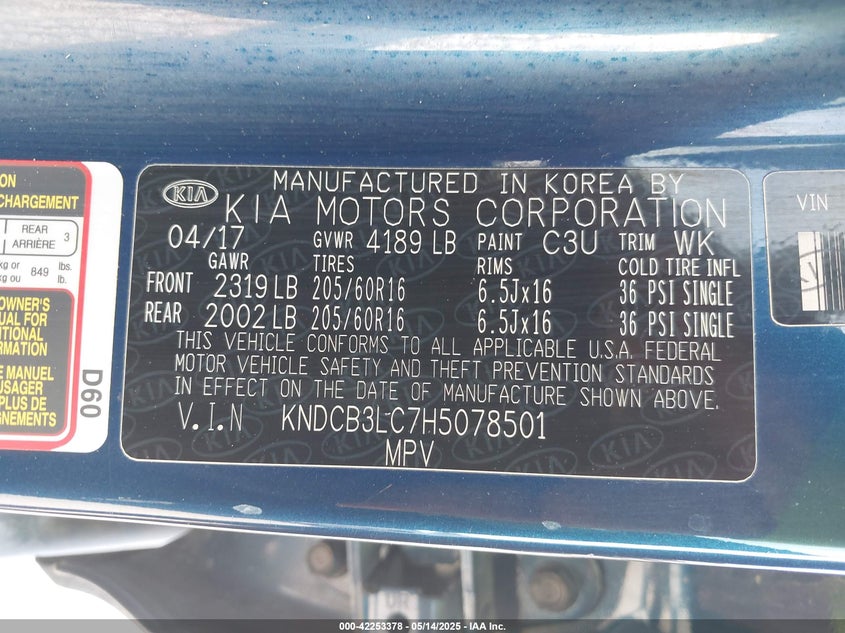 ON
CHARGEMENT
REAR 3
ARRIÈRE
kg or 849 lbs.
kg ou lb.
OWNER'S
UAL FOR
ITIONAL
RMATION
E MANUEL
USAGER
PLUS DE
GNEMENTS
D60
KIA
MANUFACTURED IN KOREA BY
KIA MOTORS CORPORATION
04/17 GVWR 4189 LB PAINT C3U TRIM WK
GAWR TIRES RIMS COLD TIRE INFL
FRONT 2319 LB 205/60R16 6.5Jx16 36 PSI SINGLE
REAR 2002 LB 205/60R16 6.5Jx16 36 PSI SINGLE
THIS VEHICLE CONFORMS TO ALL APPLICABLE U.S.A. FEDERAL
MOTOR VEHICLE SAFETY AND THEFT PREVENTION STANDARDS
IN EFFECT ON THE DATE OF MANUFACTURE SHOWN ABOVE.
V.I.N KNDCB3LC7H5078501
MPV
VIN
000-42253378 - 05/14/2025 - IAA Inc.